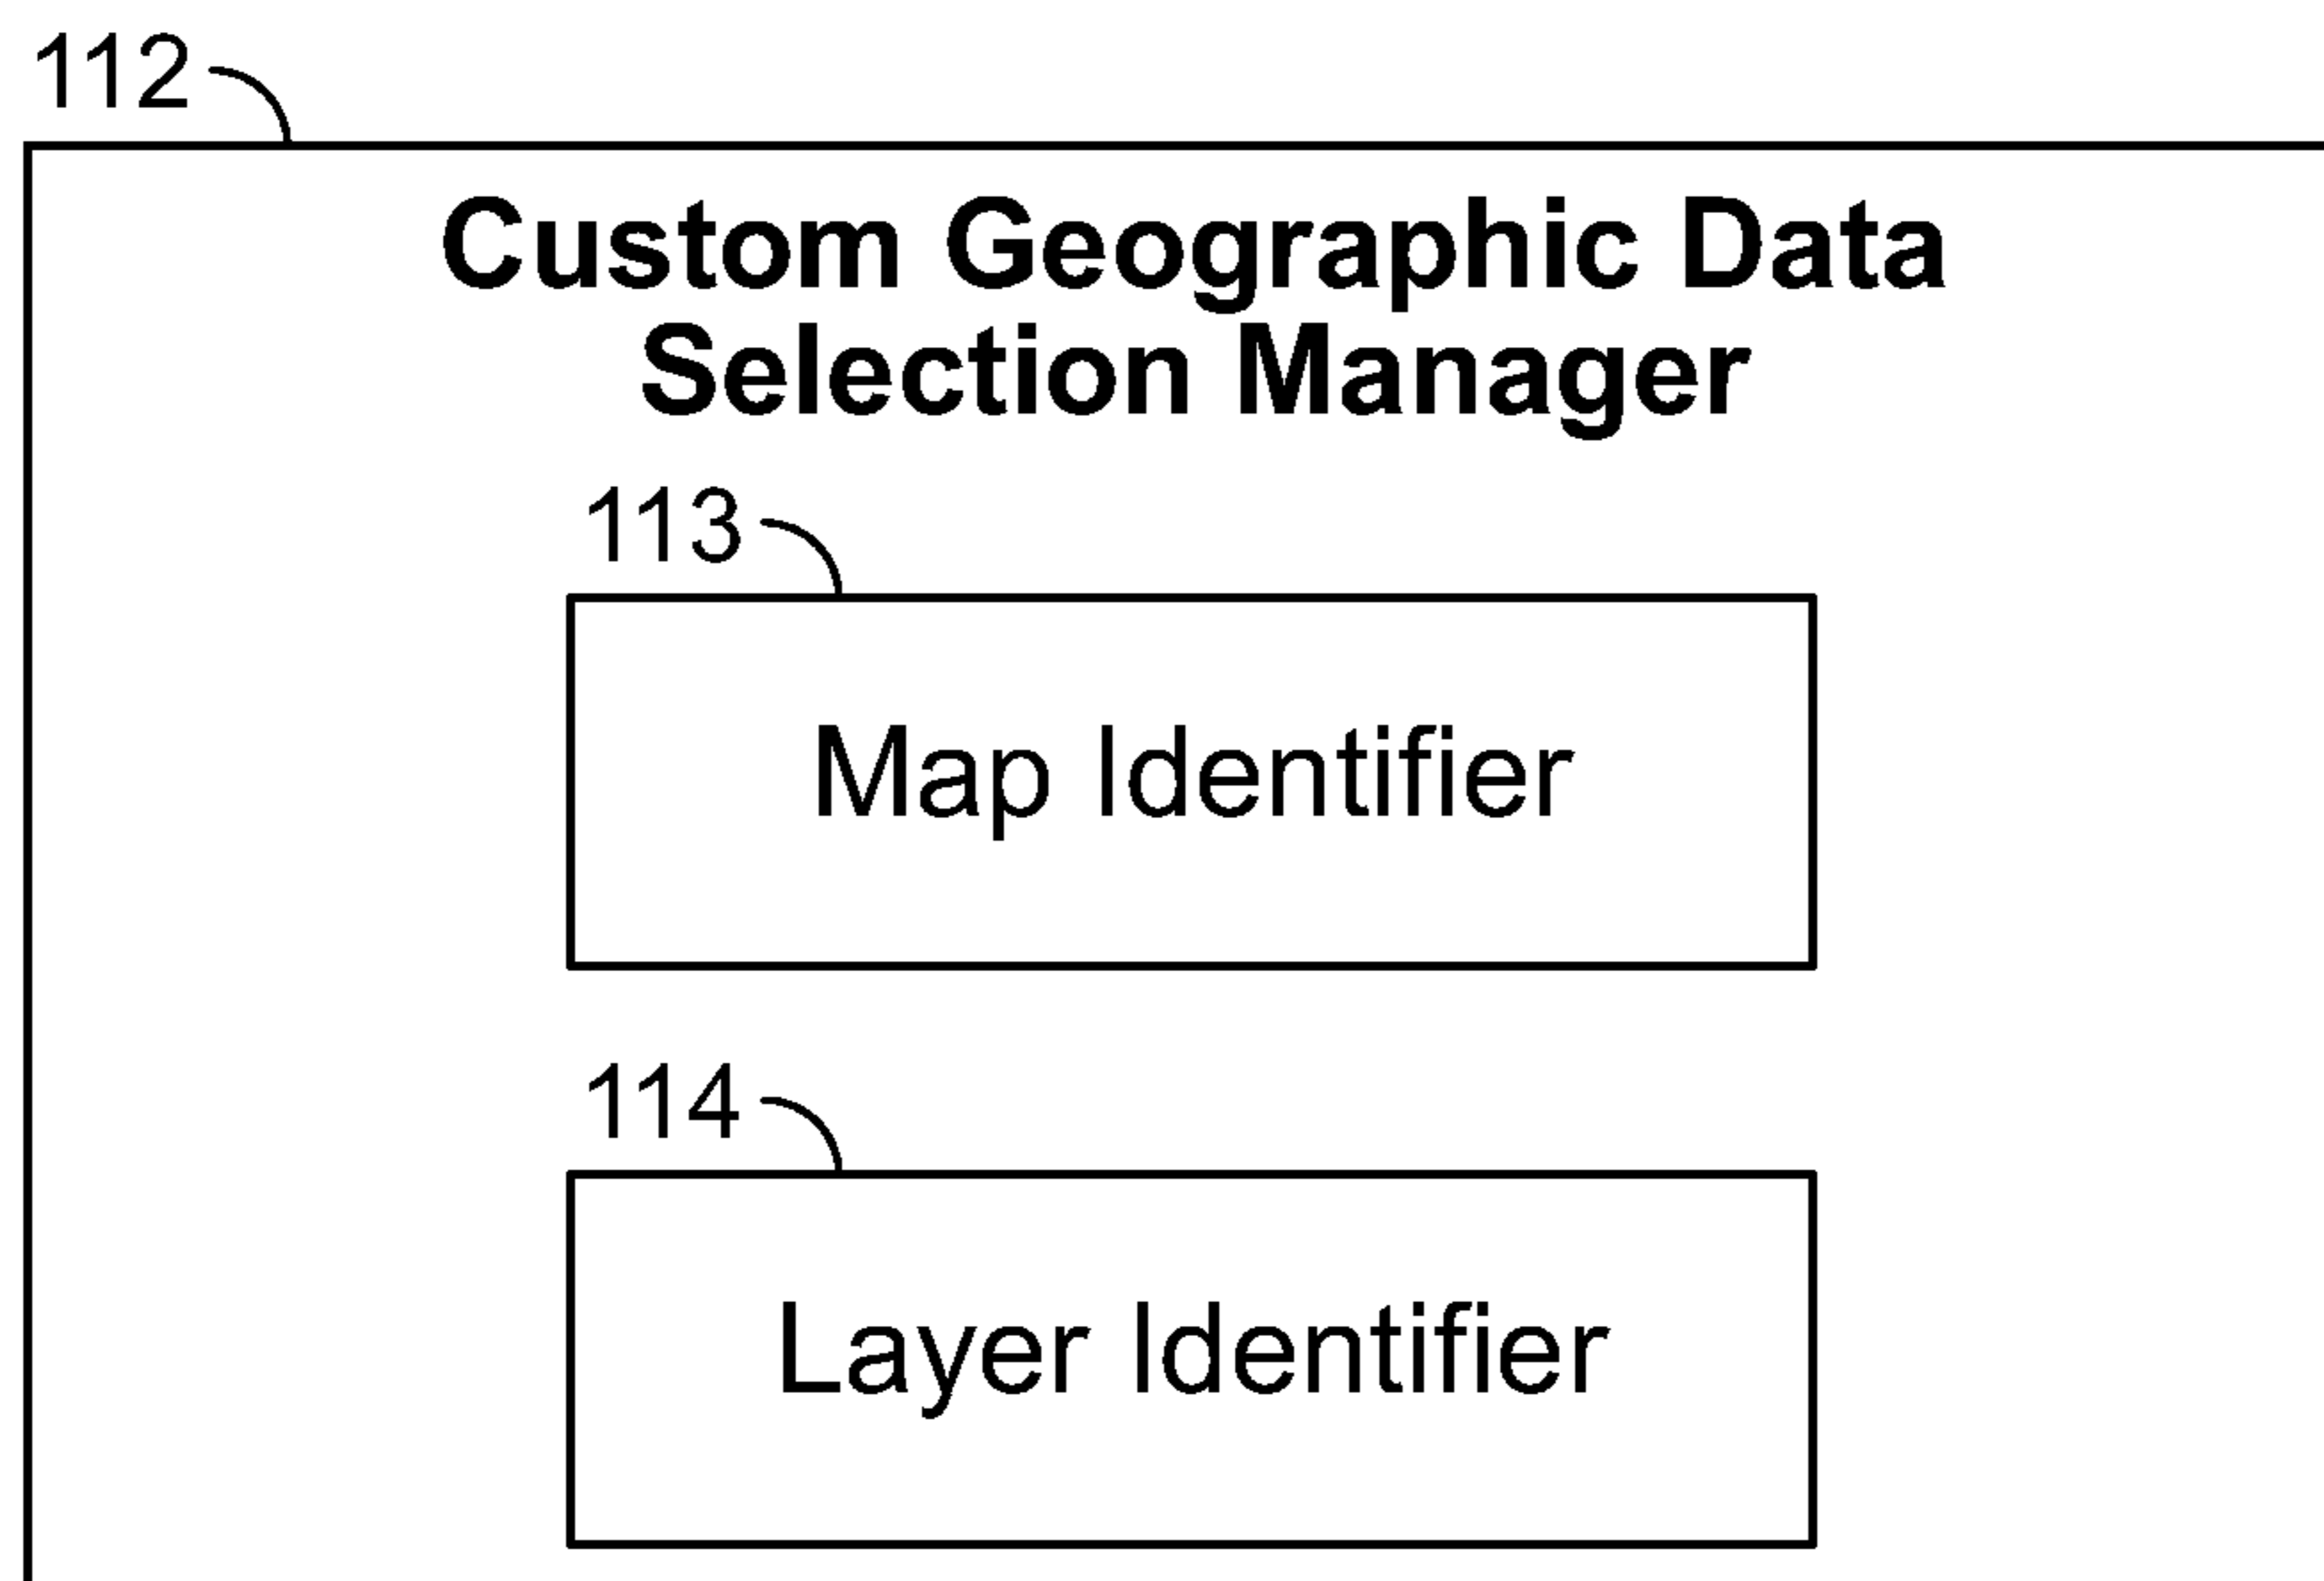 112
Custom Geographic Data
Selection Manager
113
Map Identifier
114
Layer Identifier